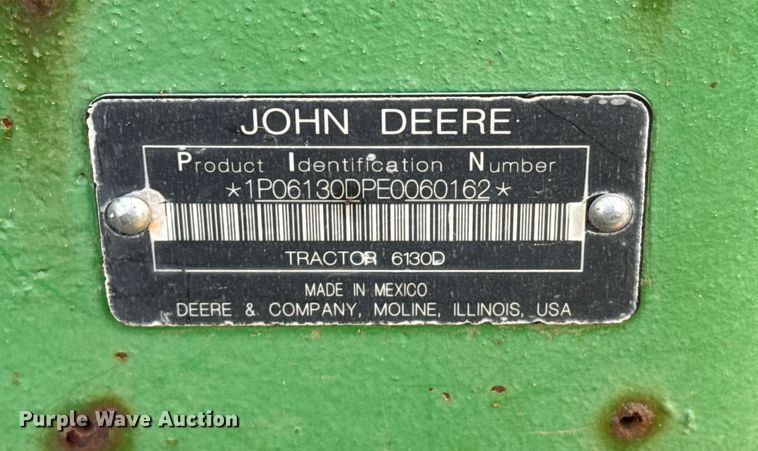 JOHN DEERE
Product Identification Number
*1P06130DPE0060162*
TRACTOR 6130D
MADE IN MEXICO
DEERE & COMPANY, MOLINE, ILLINOIS, USA
Purple Wave Auction